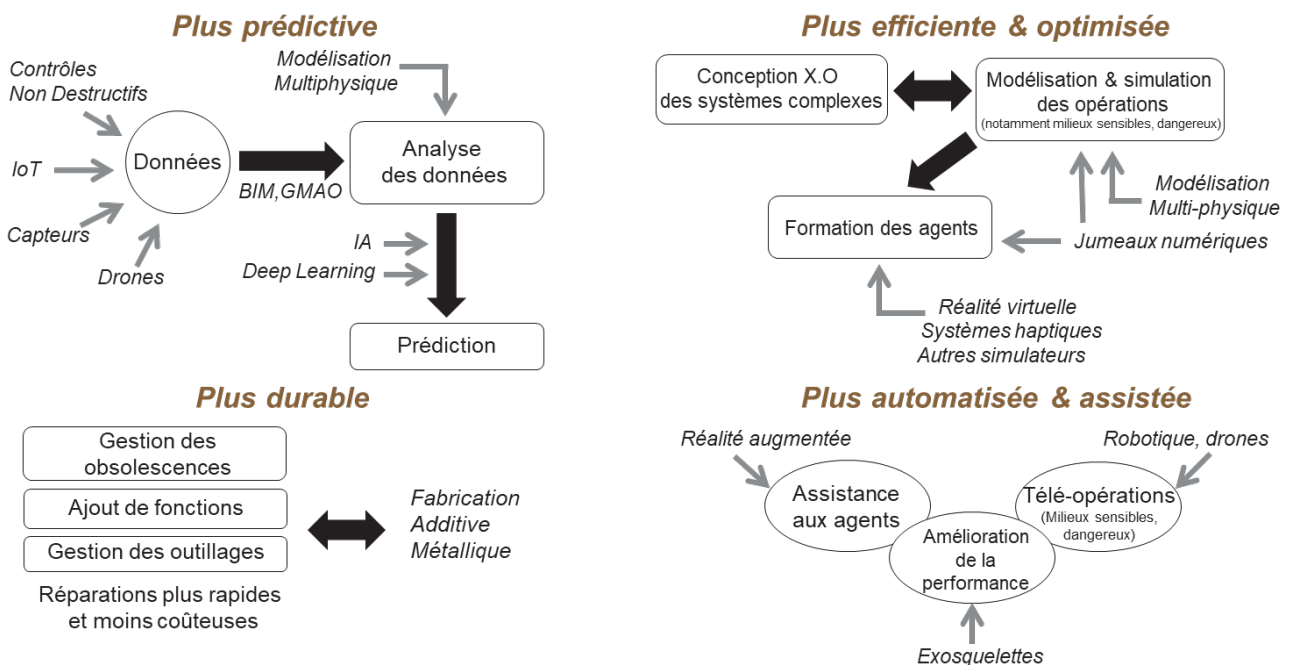 Plus prédictive
Contrôles
Non Destructifs
Modélisation
Multiphysique
IoT
Données
BIM,GMAO
Analyse
des données
Capteurs
Drones
IA
Deep Learning
Prédiction
Plus efficiente & optimisée
Conception X.O
des systèmes complexes
Modélisation & simulation
des opérations
(notamment milieux sensibles, dangereux)
Modélisation
Multi-physique
Formation des agents
Jumeaux numériques
Réalité virtuelle
Systèmes haptiques
Autres simulateurs
Plus durable
Gestion des
obsolescences
Ajout de fonctions
Gestion des outillages
Réparations plus rapides
et moins coûteuses
Fabrication
Additive
Métallique
Plus automatisée & assistée
Réalité augmentée
Robotique, drones
Assistance
aux agents
Télé-opérations
(Milieux sensibles,
dangereux)
Amélioration
de la
performance
Exosquelettes